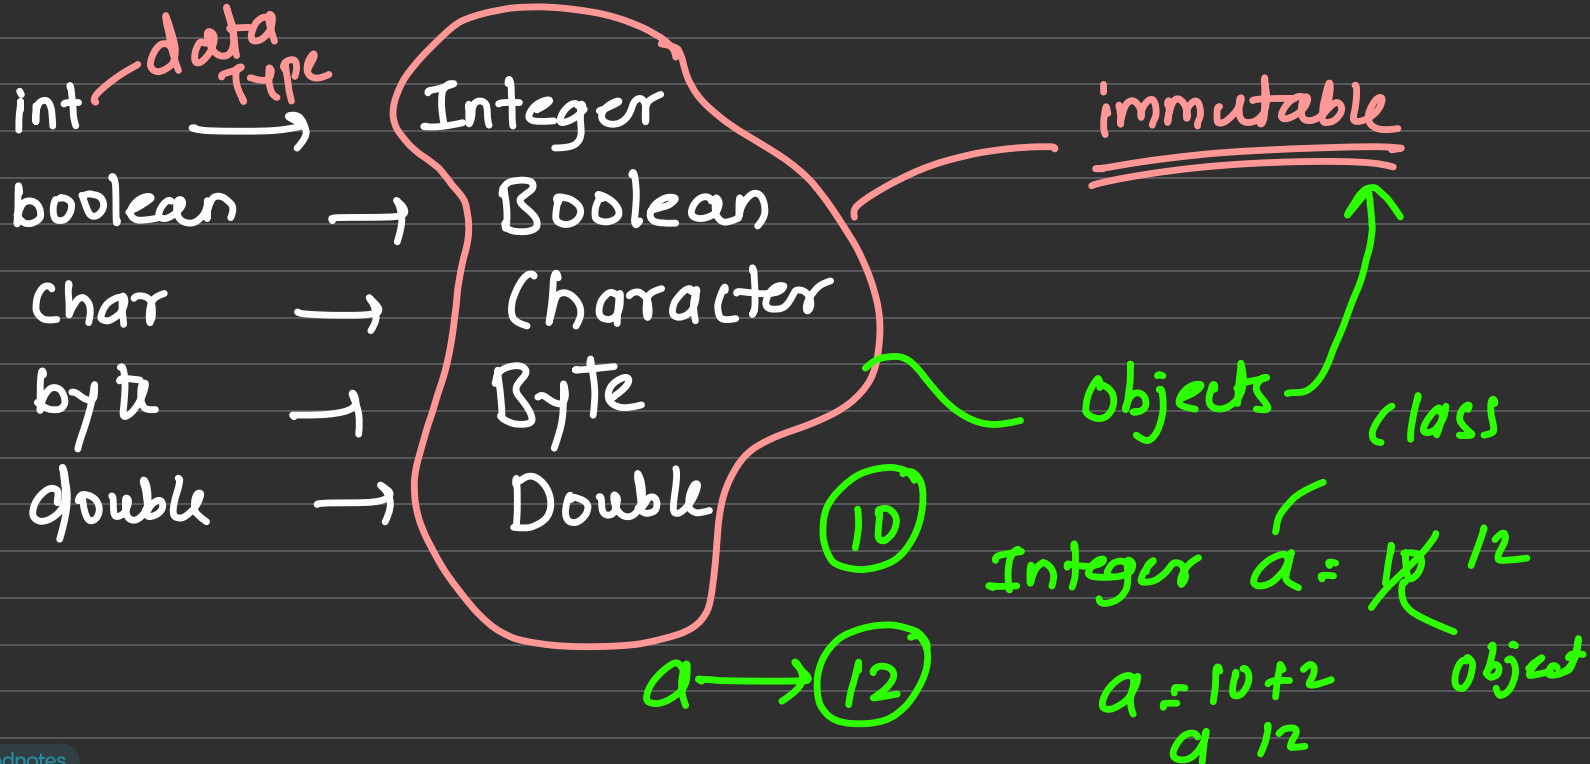 data
Type
int → Integer
immutable
boolean → Boolean
Char → Character
byte → Byte
Objects
class
double → Double
10
Integer a = 10 12
object
a → 12
a = 10 + 2
a 12
odnotes